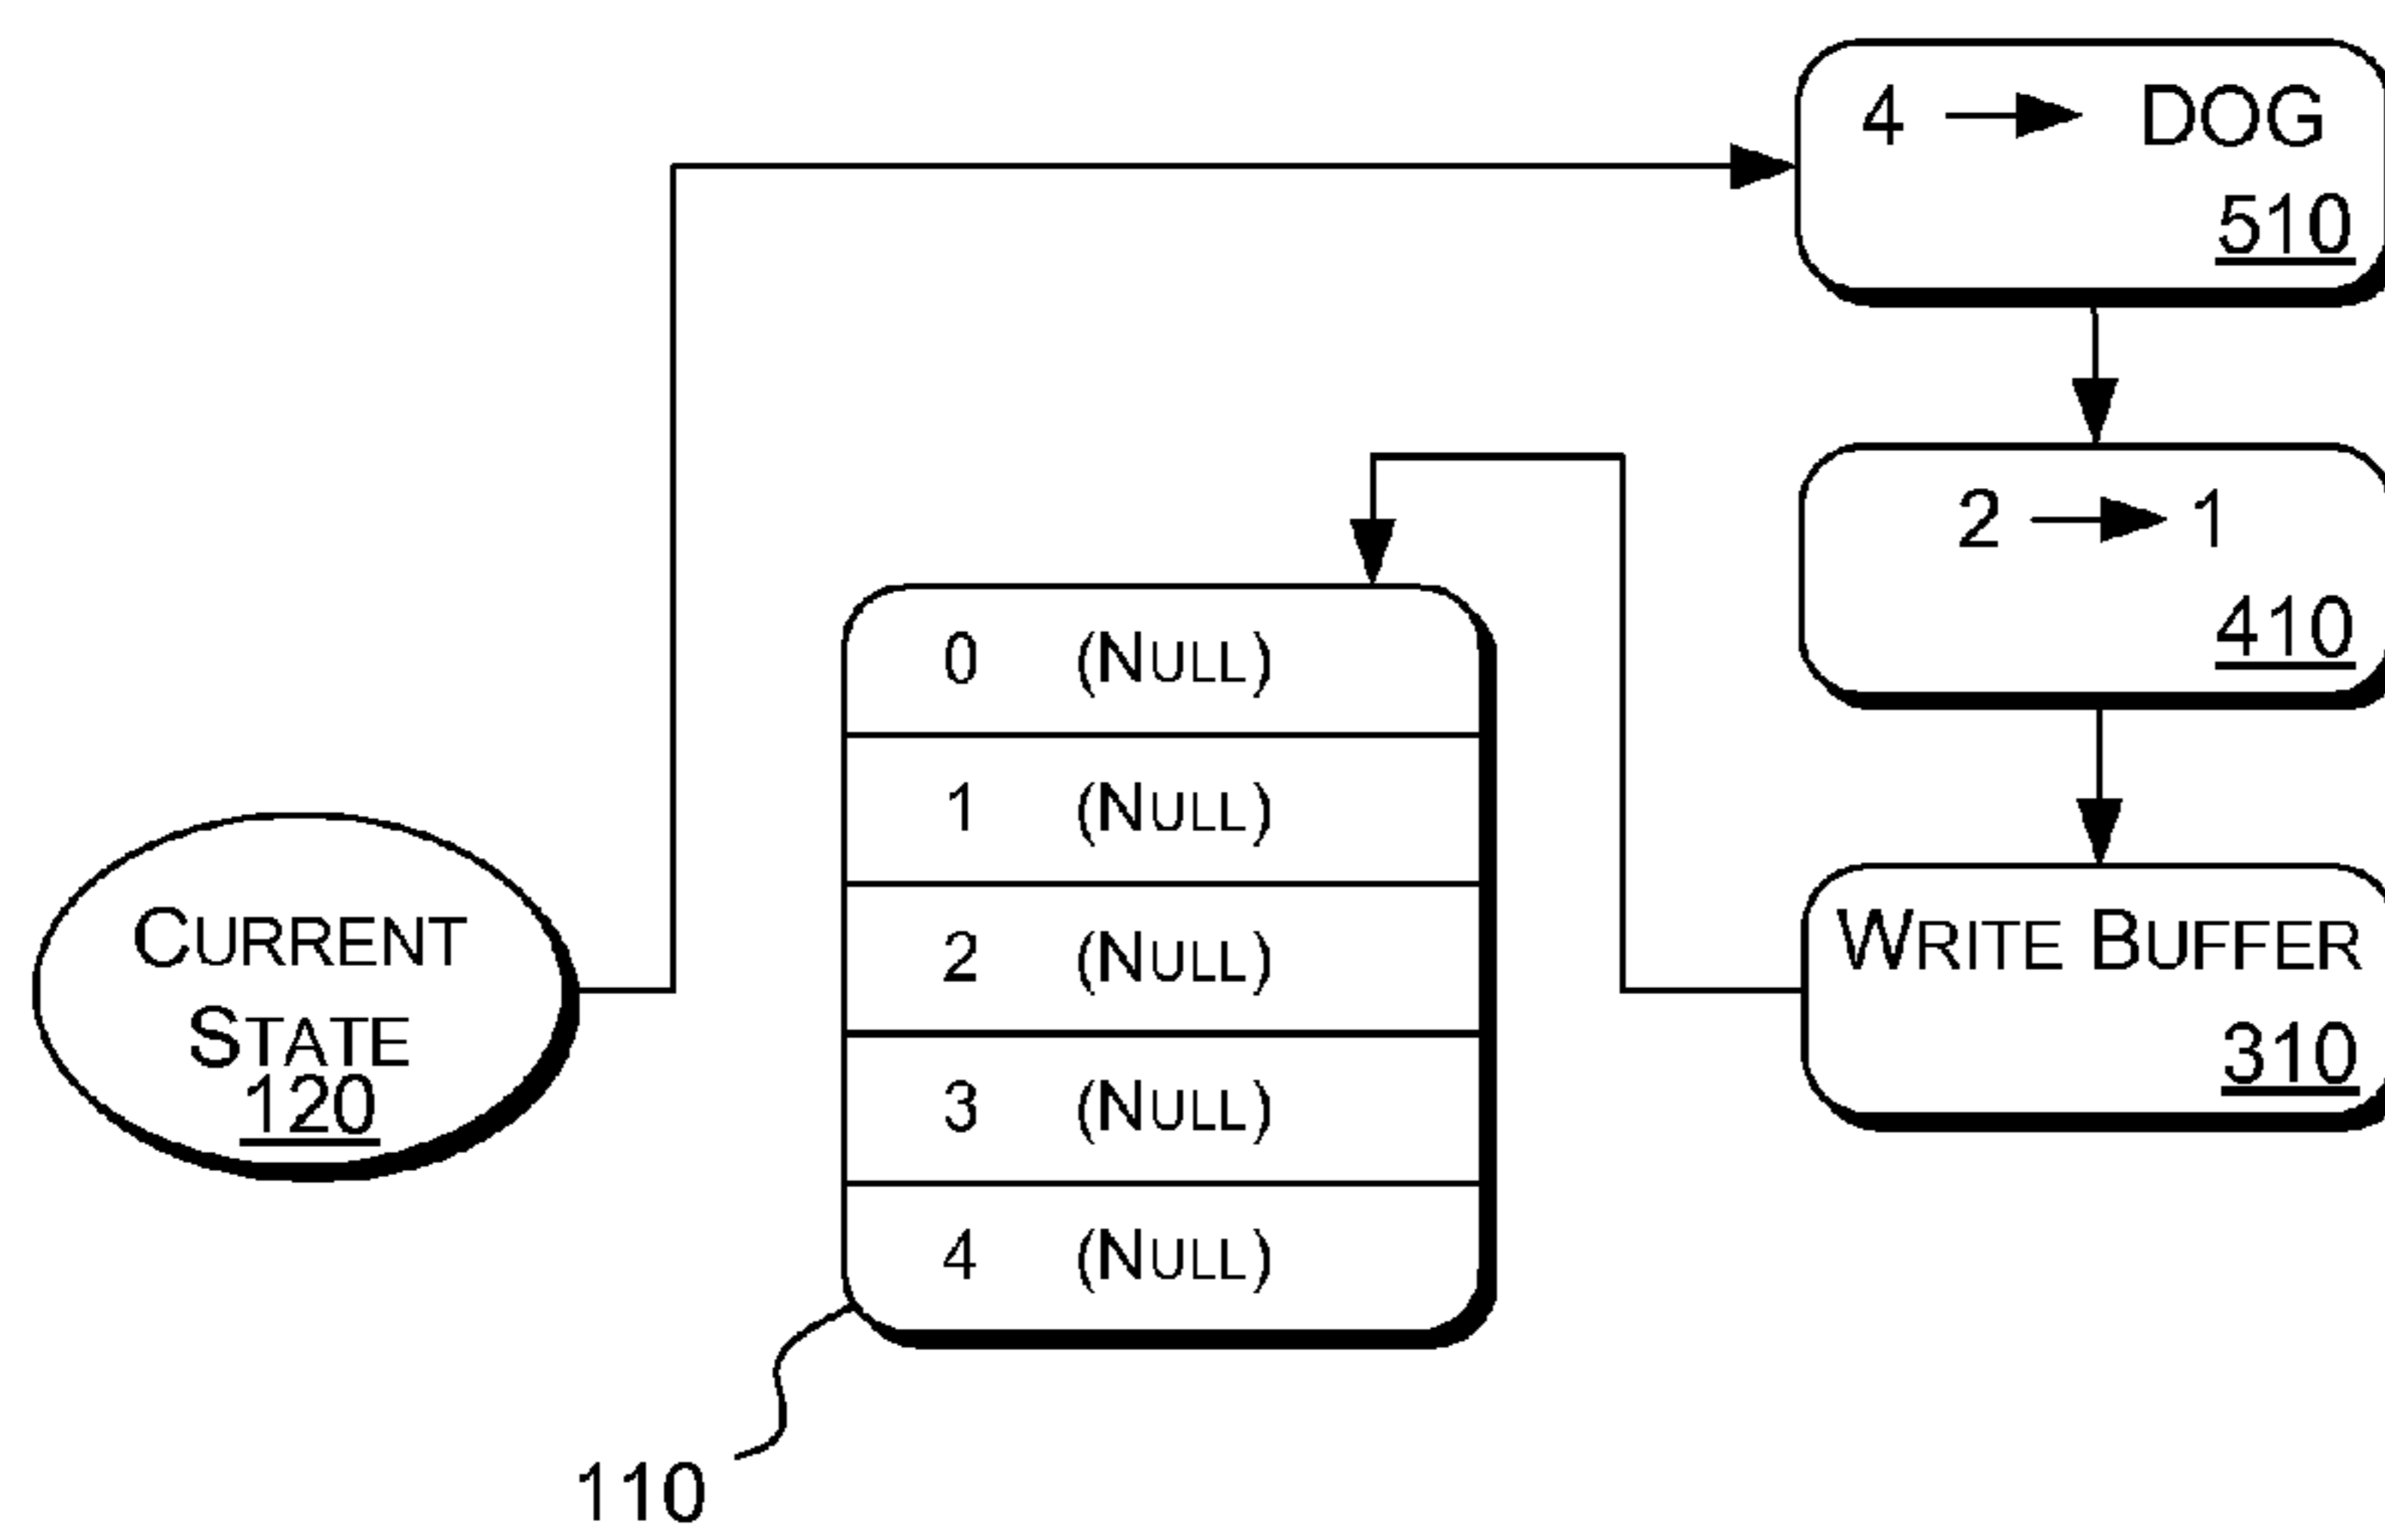 4 → DOG
510
2 → 1
410
0 (NULL)
1 (NULL)
2 (NULL)
3 (NULL)
4 (NULL)
CURRENT
STATE
120
WRITE BUFFER
310
110